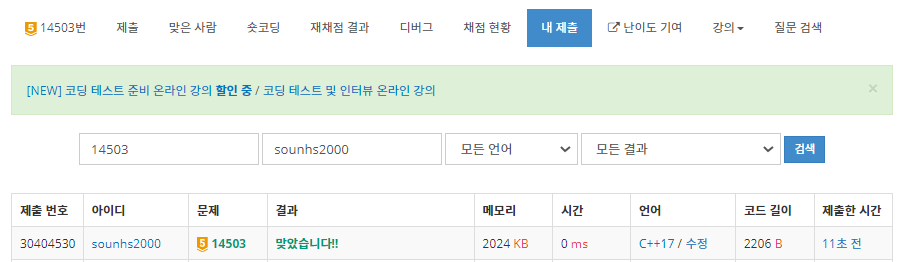 5 14503번 제출 맞은 사람 숏코딩 재채점 결과 디버그 채점 현황 내 제출 난이도 기여 강의 질문 검색
[NEW] 코딩 테스트 준비 온라인 강의 할인 중 / 코딩 테스트 및 인터뷰 온라인 강의 ×
14503 sounhs2000 모든 언어 모든 결과 검색
제출 번호 아이디 문제 결과 메모리 시간 언어 코드 길이 제출한 시간
30404530 sounhs2000 5 14503 맞았습니다!! 2024 KB 0 ms C++17 / 수정 2206 B 11초 전